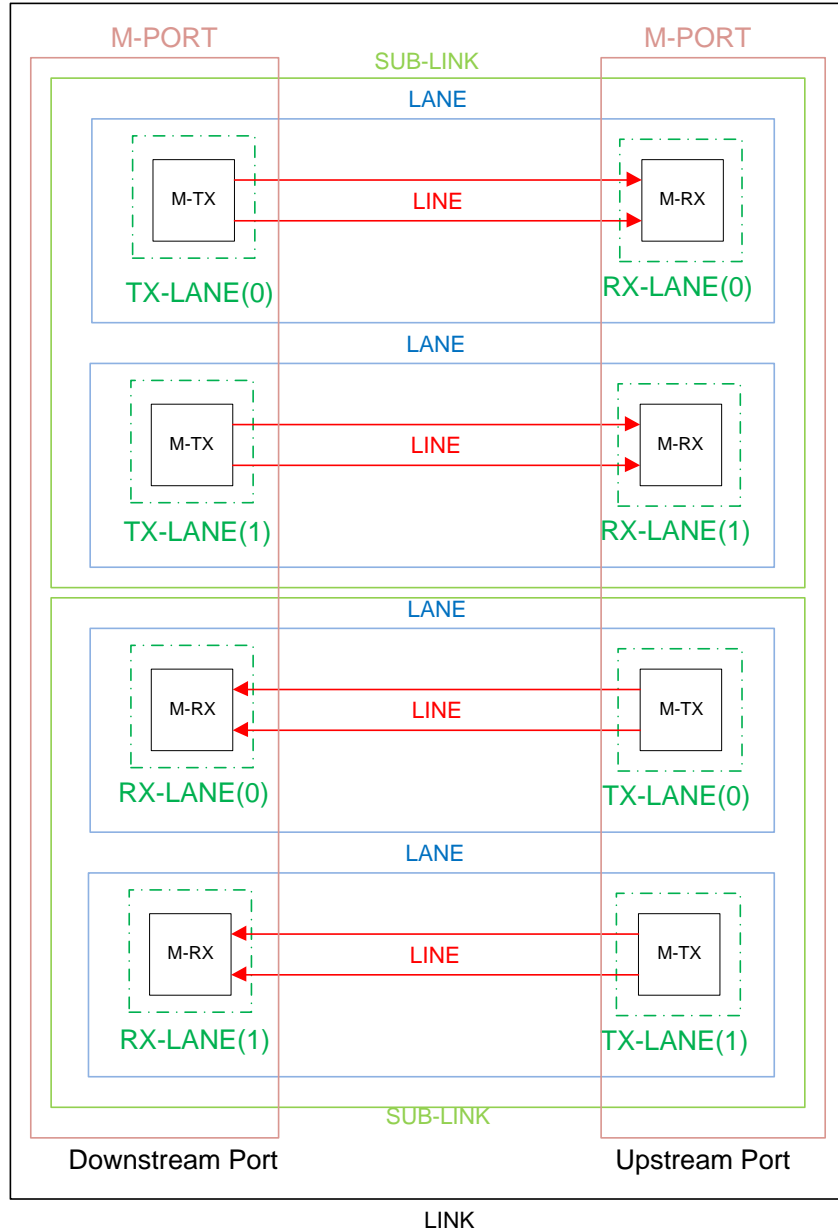 M-PORT M-PORT
SUB-LINK
LANE
M-TX LINE M-RX
TX-LANE(0) RX-LANE(0)
LANE
M-TX LINE M-RX
TX-LANE(1) RX-LANE(1)
LANE
M-RX LINE M-TX
RX-LANE(0) TX-LANE(0)
LANE
M-RX LINE M-TX
RX-LANE(1) TX-LANE(1)
SUB-LINK
Downstream Port Upstream Port
LINK